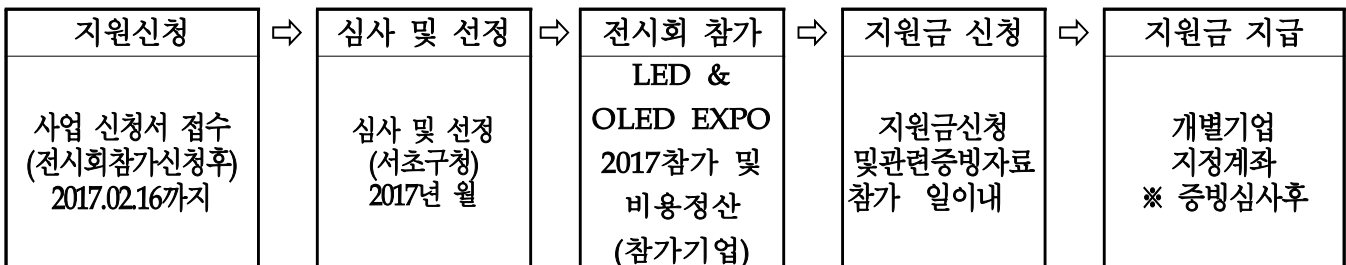 지원신청 ⇨ 심사 및 선정 ⇨ 전시회 참가 ⇨ 지원금 신청 ⇨ 지원금 지급
사업 신청서 접수
(전시회참가신청후)
2017.02.16까지
심사 및 선정
(서초구청)
2017년 월
LED &
OLED EXPO
2017참가 및
비용정산
(참가기업)
지원금신청
및관련증빙자료
참가 일이내
개별기업
지정계좌
※ 증빙심사후